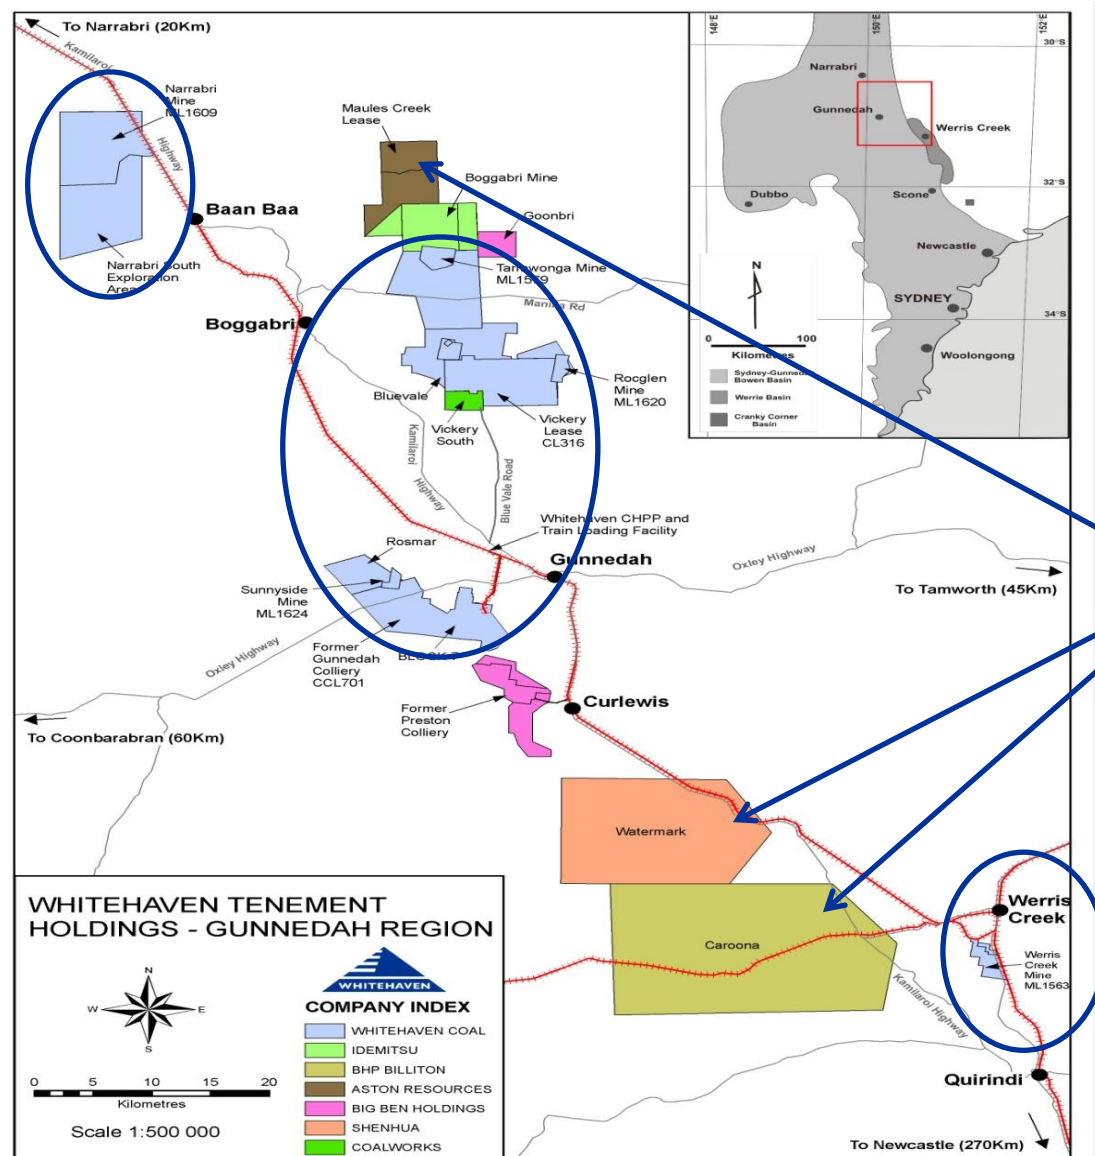 To Narrabri (20Km)
Kamilaroi
Highway
Narrabri
Mine
ML1609
Baan Baa
Narrabri South
Exploration
Area
Maules Creek
Lease
Boggabri Mine
Goonbri
Tarrawonga Mine
ML1579
Manilla Rd
Boggabri
Bluevale
Vickery
South
Vickery
Lease
CL316
Rocglen
Mine
ML1620
Kamilaroi
Highway
Blue Vale Road
Whitehaven CHPP and
Train Loading Facility
Rosmar
Gunnedah
Oxley Highway
To Tamworth (45Km)
Sunnyside
Mine
ML1624
Former
Gunnedah
Colliery
CCL701
BLOCK 7
Oxley Highway
Former
Preston
Colliery
Curlewis
To Coonbarabran (60Km)
Watermark
Caroona
Werris
Creek
Werris
Creek
Mine
ML1563
Kamilaroi Highway
Quirindi
To Newcastle (270Km)
148°E
150°E
152°E
30°S
32°S
34°S
Narrabri
Gunnedah
Werris Creek
Dubbo
Scone
Newcastle
SYDNEY
Woolongong
N
0 100
Kilometres
Sydney-Gunnedah
Bowen Basin
Werrie Basin
Cranky Corner
Basin
WHITEHAVEN TENEMENT
HOLDINGS - GUNNEDAH REGION
N
W E
S
WHITEHAVEN
COMPANY INDEX
WHITEHAVEN COAL
IDEMITSU
BHP BILLITON
ASTON RESOURCES
BIG BEN HOLDINGS
SHENHUA
COALWORKS
0 5 10 15 20
Kilometres
Scale 1:500 000